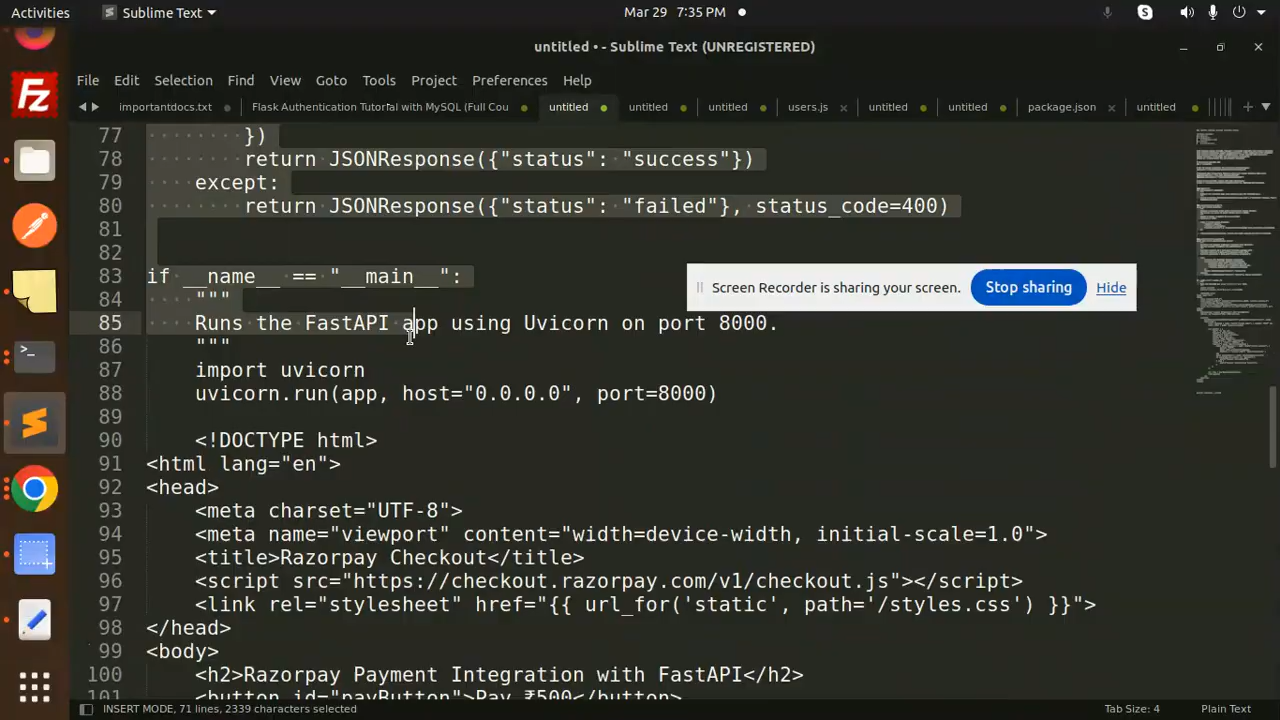 Activities
Sublime Text
Mar 29 7:35 PM
untitled • - Sublime Text (UNREGISTERED)
File Edit Selection Find View Goto Tools Project Preferences Help
importantdocs.txt Flask Authentication Tutorial with MySQL (Full Cou untitled untitled untitled users.js untitled untitled package.json untitled
77 })
78 return JSONResponse({"status": "success"})
79 except:
80 return JSONResponse({"status": "failed"}, status_code=400)
81
82
83 if __name__ == "__main__":
84 """
85 Runs the FastAPI app using Uvicorn on port 8000.
86 """
87 import uvicorn
88 uvicorn.run(app, host="0.0.0.0", port=8000)
89
90 <!DOCTYPE html>
91 <html lang="en">
92 <head>
93 <meta charset="UTF-8">
94 <meta name="viewport" content="width=device-width, initial-scale=1.0">
95 <title>Razorpay Checkout</title>
96 <script src="https://checkout.razorpay.com/v1/checkout.js"></script>
97 <link rel="stylesheet" href="{{ url_for('static', path='/styles.css') }}">
98 </head>
99 <body>
100 <h2>Razorpay Payment Integration with FastAPI</h2>
101 <button id="payButton">Pay ₹500</button>
Screen Recorder is sharing your screen. Stop sharing Hide
INSERT MODE, 71 lines, 2339 characters selected
Tab Size: 4
Plain Text